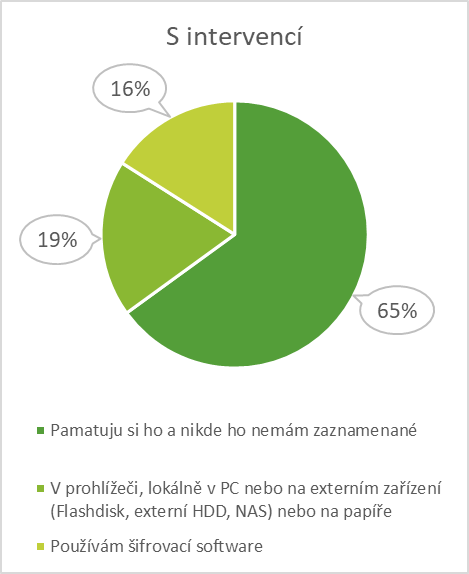 S intervencí
16%
19%
65%
Pamatuju si ho a nikde ho nemám zaznamenané
V prohlížeči, lokálně v PC nebo na externím zařízení
(Flashdisk, externí HDD, NAS) nebo na papíře
Používám šifrovací software